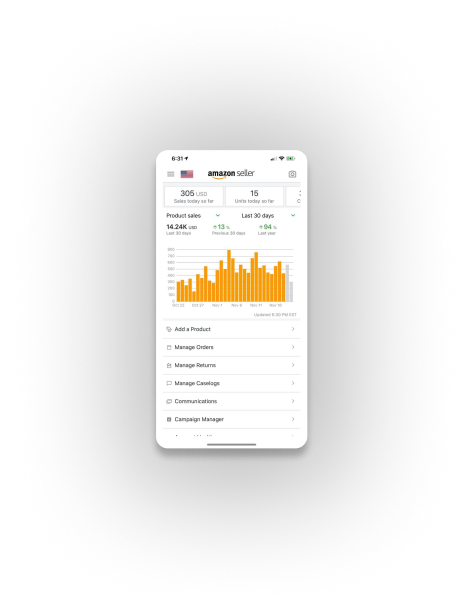 6:31
amazon seller
305 USD
Sales today so far
15
Units today so far
Product sales
Last 30 days
14.24K USD
Last 30 days
13 %
Previous 30 days
94 %
Last year
800
700
600
500
400
300
200
100
0
Oct 22
Oct 27
Nov 1
Nov 6
Nov 11
Nov 16
Updated 6:30 PM EST
Add a Product
Manage Orders
Manage Returns
Manage Caselogs
Communications
Campaign Manager